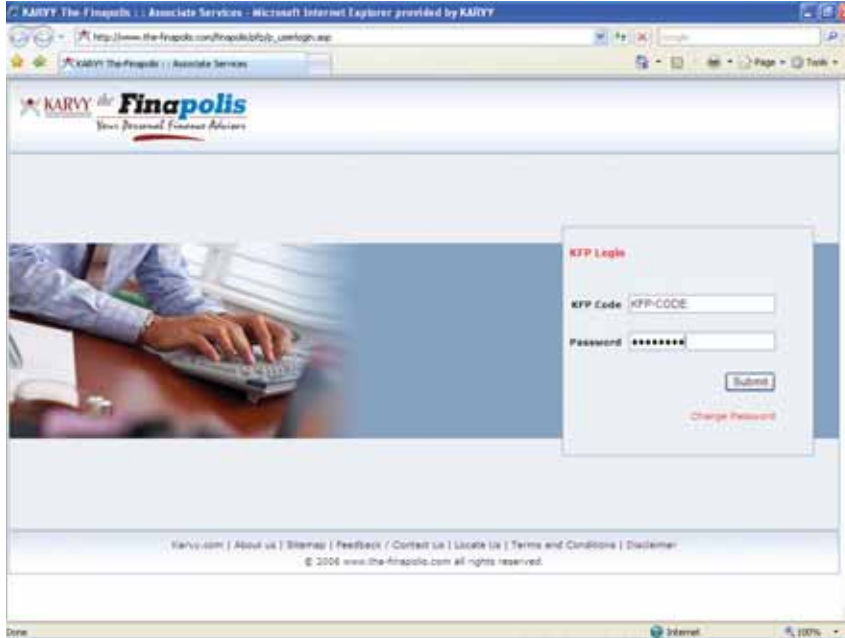 KARVY The-Finapolis : : Associate Services - Microsoft Internet Explorer provided by KARVY
KARVY The-Finapolis : : Associate Services
Page Tools
KARVY the Finapolis
Your Personal Finance Advisors
KFP Login
KFP Code KFP-CODE
Password ••••••••
Submit
Change Password
Karvy.com | About us | Sitemap | Feedback / Contact Us | Locate Us | Terms and Conditions | Disclaimer
© 2006 www.the-finapolis.com all rights reserved.
Done Internet 100%